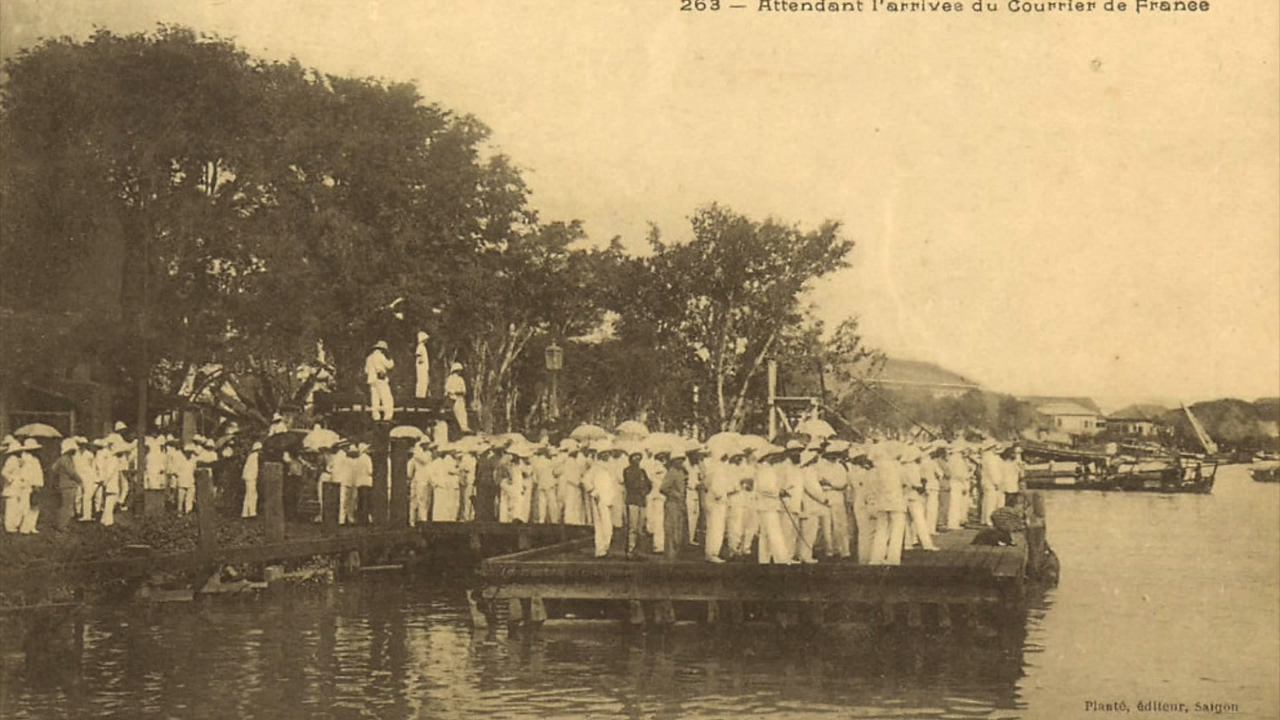 263 — Attendant l'arrivée du Courrier de France
Planté, éditeur, Saigon